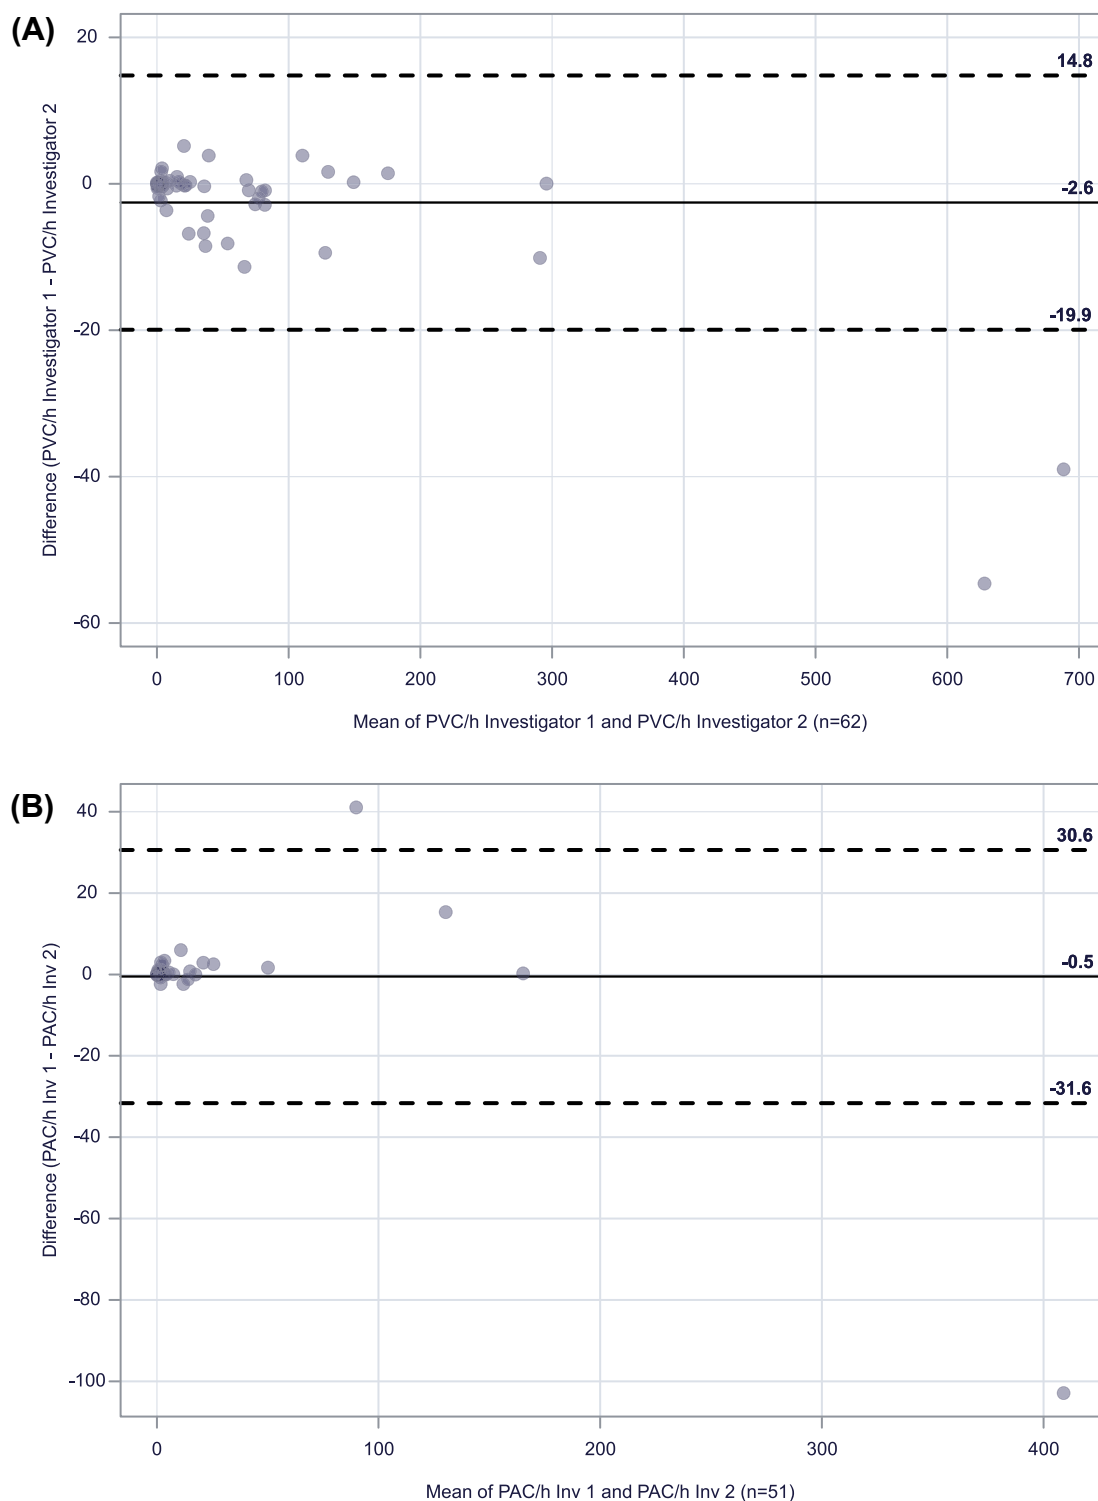 (A)
20
14.8
0
-2.6
-20
-19.9
-40
-60
Difference (PVC/h Investigator 1 - PVC/h Investigator 2
0 100 200 300 400 500 600 700
Mean of PVC/h Investigator 1 and PVC/h Investigator 2 (n=62)
(B)
40
30.6
20
0
-0.5
-20
-31.6
-40
-60
-80
-100
Difference (PAC/h Inv 1 - PAC/h Inv 2)
0 100 200 300 400
Mean of PAC/h Inv 1 and PAC/h Inv 2 (n=51)